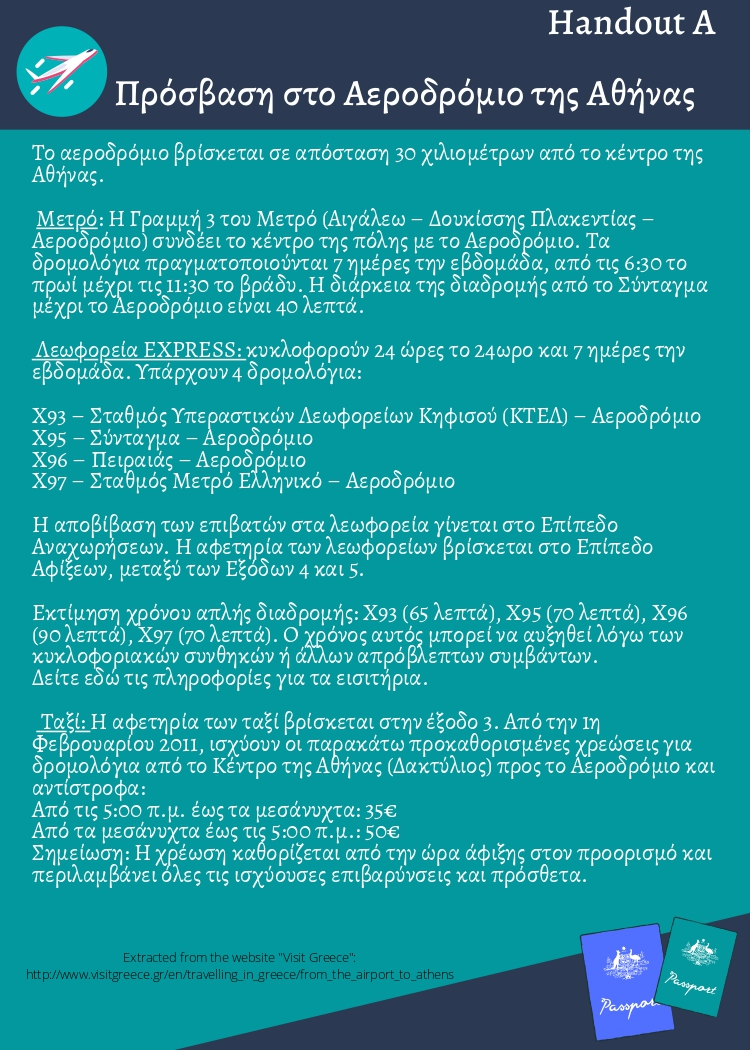 Handout A
Πρόσβαση στο Αεροδρόμιο της Αθήνας
Το αεροδρόμιο βρίσκεται σε απόσταση 30 χιλιομέτρων από το κέντρο της
Αθήνας.
Μετρό: Η Γραμμή 3 του Μετρό (Αιγάλεω – Δουκίσσης Πλακεντίας –
Αεροδρόμιο) συνδέει το κέντρο της πόλης με το Αεροδρόμιο. Τα
δρομολόγια πραγματοποιούνται 7 ημέρες την εβδομάδα, από τις 6:30 το
πρωί μέχρι τις 11:30 το βράδυ. Η διάρκεια της διαδρομής από το Σύνταγμα
μέχρι το Αεροδρόμιο είναι 40 λεπτά.
Λεωφορεία EXPRESS: κυκλοφορούν 24 ώρες το 24ωρο και 7 ημέρες την
εβδομάδα. Υπάρχουν 4 δρομολόγια:
Χ93 – Σταθμός Υπεραστικών Λεωφορείων Κηφισού (ΚΤΕΛ) – Αεροδρόμιο
Χ95 – Σύνταγμα – Αεροδρόμιο
Χ96 – Πειραιάς – Αεροδρόμιο
Χ97 – Σταθμός Μετρό Ελληνικό – Αεροδρόμιο
Η αποβίβαση των επιβατών στα λεωφορεία γίνεται στο Επίπεδο
Αναχωρήσεων. Η αφετηρία των λεωφορείων βρίσκεται στο Επίπεδο
Αφίξεων, μεταξύ των Εξόδων 4 και 5.
Εκτίμηση χρόνου απλής διαδρομής: Χ93 (65 λεπτά), Χ95 (70 λεπτά), Χ96
(90 λεπτά), Χ97 (70 λεπτά). Ο χρόνος αυτός μπορεί να αυξηθεί λόγω των
κυκλοφοριακών συνθηκών ή άλλων απρόβλεπτων συμβάντων.
Δείτε εδώ τις πληροφορίες για τα εισιτήρια.
Ταξί: Η αφετηρία των ταξί βρίσκεται στην έξοδο 3. Από την 1η
Φεβρουαρίου 2011, ισχύουν οι παρακάτω προκαθορισμένες χρεώσεις για
δρομολόγια από το Κέντρο της Αθήνας (Δακτύλιος) προς το Αεροδρόμιο και
αντίστροφα:
Από τις 5:00 π.μ. έως τα μεσάνυχτα: 35€
Από τα μεσάνυχτα έως τις 5:00 π.μ.: 50€
Σημείωση: Η χρέωση καθορίζεται από την ώρα άφιξης στον προορισμό και
περιλαμβάνει όλες τις ισχύουσες επιβαρύνσεις και πρόσθετα.
Extracted from the website "Visit Greece":
http://www.visitgreece.gr/en/travelling_in_greece/from_the_airport_to_athens
Passport
Passport